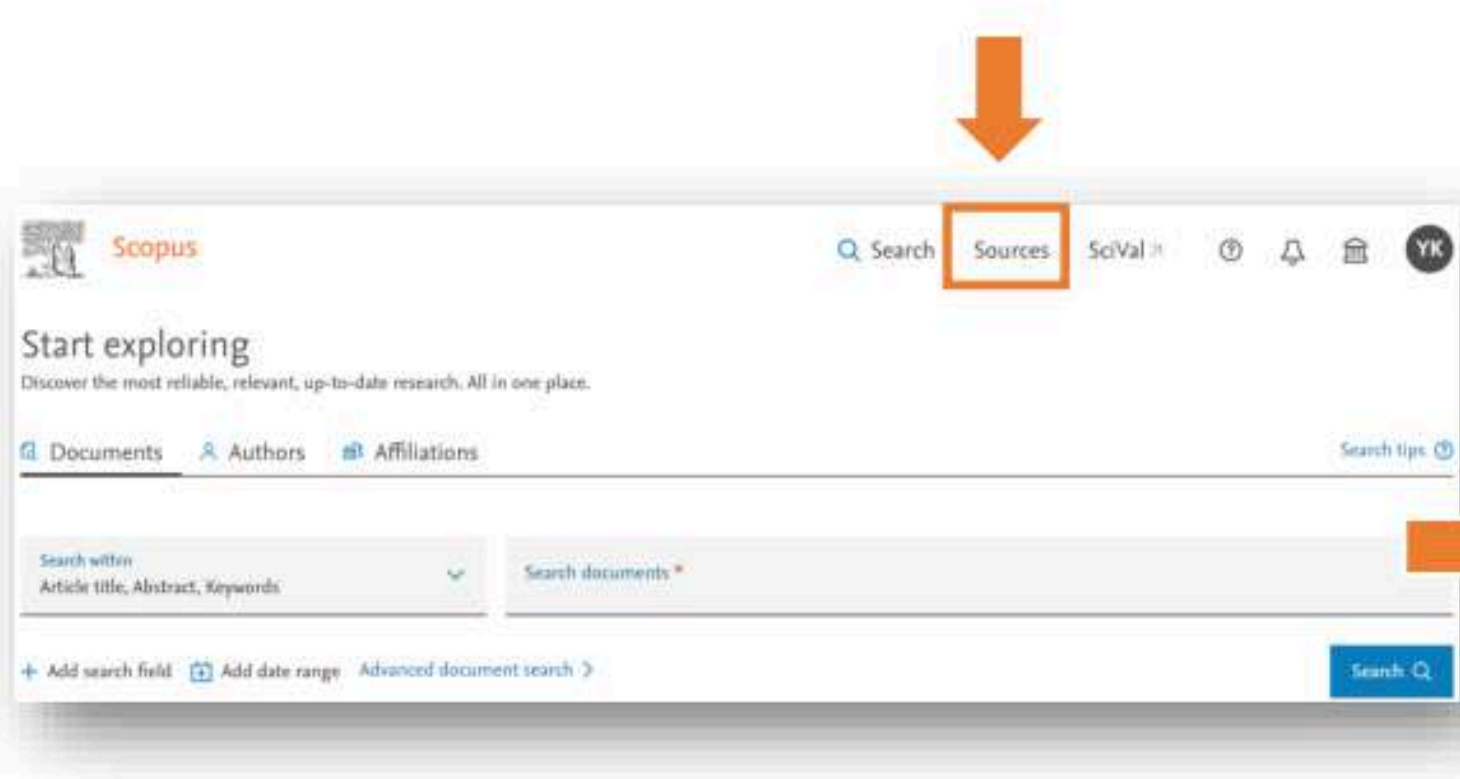 Scopus
Search Sources SciVal YK
Start exploring
Discover the most reliable, relevant, up-to-date research. All in one place.
Documents Authors Affiliations Search tips
Search within
Article title, Abstract, Keywords
Search documents *
+ Add search field Add date range Advanced document search >
Search